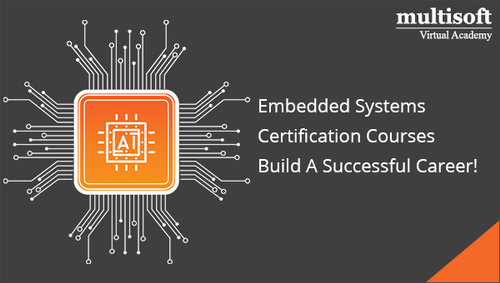 multisoft
Virtual Academy
Embedded Systems
Certification Courses
Build A Successful Career!
AI